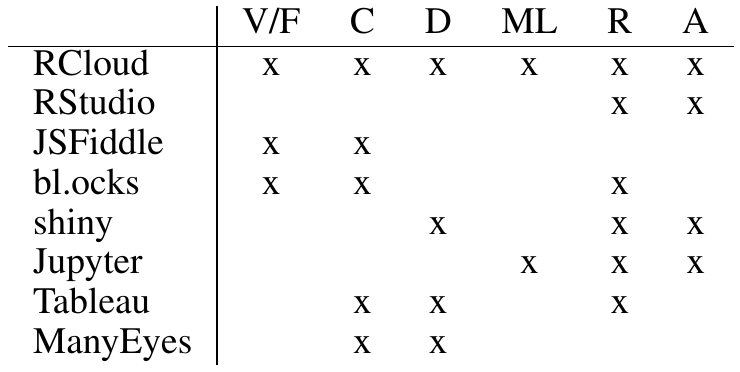 V/F C D ML R A
RCloud x x x x x x
RStudio x x
JSFiddle x x
bl.ocks x x x
shiny x x x
Jupyter x x x
Tableau x x x
ManyEyes x x